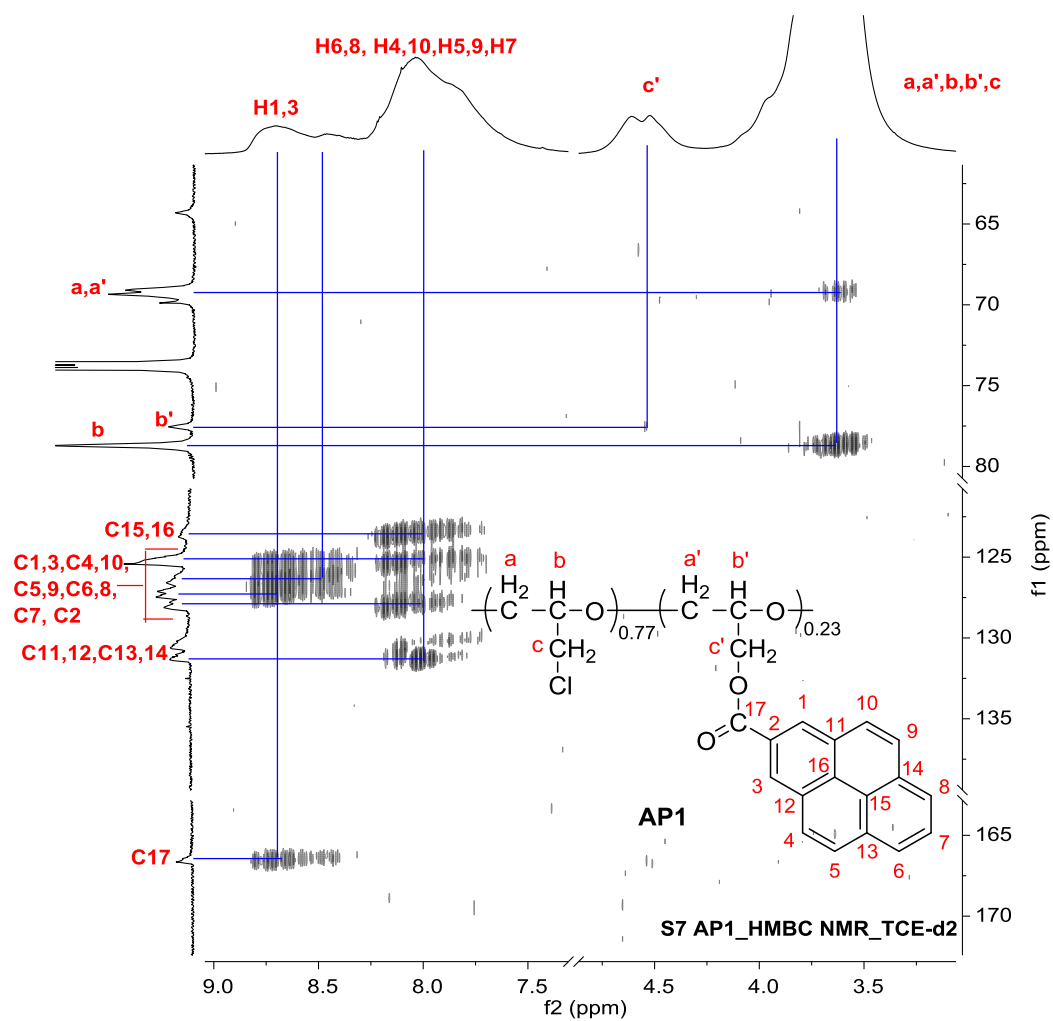 H6,8, H4,10,H5,9,H7
a,a',b,b',c
c'
H1,3
65
a,a'
70
75
b'
b
80
C15,16
125
C1,3,C4,10,
C5,9,C6,8,
C7, C2
a b a' b'
H2 H H2 H
C C O C C O
130
0.77 0.23
C11,12,C13,14
c CH2 c' CH2
Cl O
17 1 10
135
C 2 11 9
O
16 14
3 8
12 15
AP1
165
4 7
C17
13
5 6
170
S7 AP1_HMBC NMR_TCE-d2
f1 (ppm)
9.0 8.5 8.0 7.5 4.5 4.0 3.5
f2 (ppm)